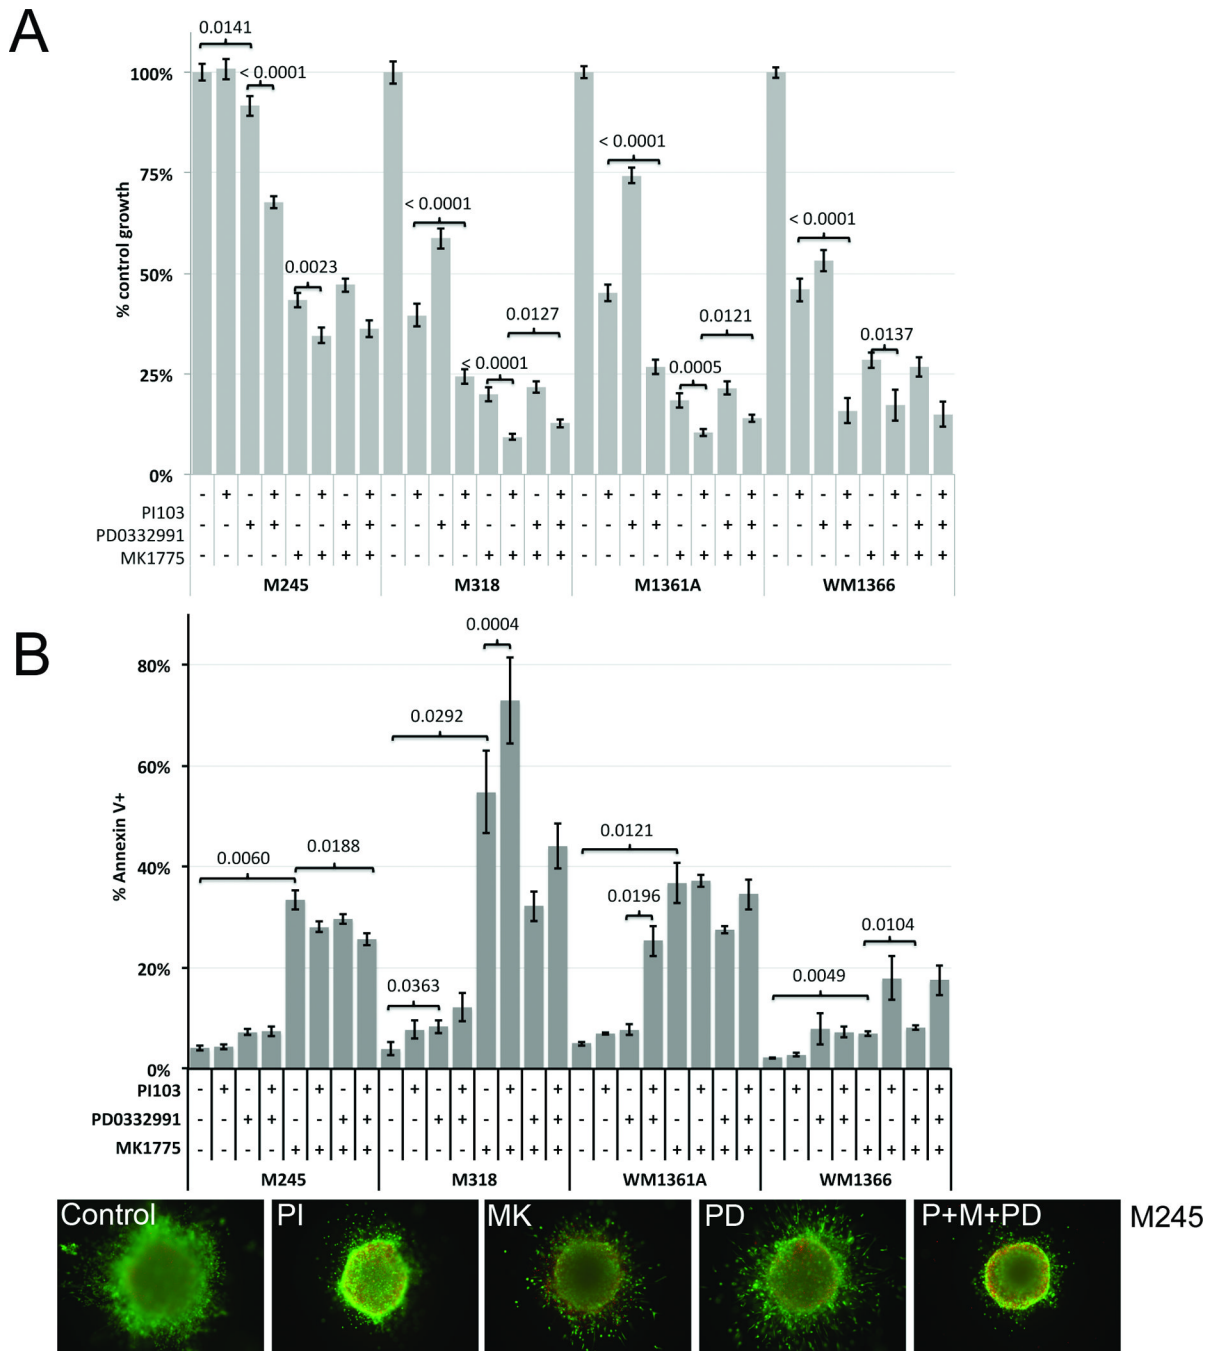 A
0.0141
< 0.0001
100%
75%
50%
25%
0%
% control growth
0.0023
< 0.0001
< 0.0001
0.0127
< 0.0001
0.0005
0.0121
< 0.0001
0.0137
- + - + - + - + - + - + - + - + - + - + - + - + - + - + - + - +
PI103
- - + + - - + + - - + + - - + + - - + + - - + + - - + + - - + +
PD0332991
MK1775 - - - - + + + + - - - - + + + + - - - - + + + + - - - - + + + +
M245 M318 M1361A WM1366
B
80%
60%
40%
20%
0%
% Annexin V+
0.0060
0.0188
0.0363
0.0292
0.0004
0.0121
0.0196
0.0049
0.0104
PI103 - + - + - + - + - + - + - + - + - + - + - + - + - + - + - + - +
PD0332991 - - + + - - + + - - + + - - + + - - + + - - + + - - + + - - + +
MK1775 - - - - + + + + - - - - + + + + - - - - + + + + - - - - + + + +
M245 M318 WM1361A WM1366
Control PI MK PD P+M+PD M245